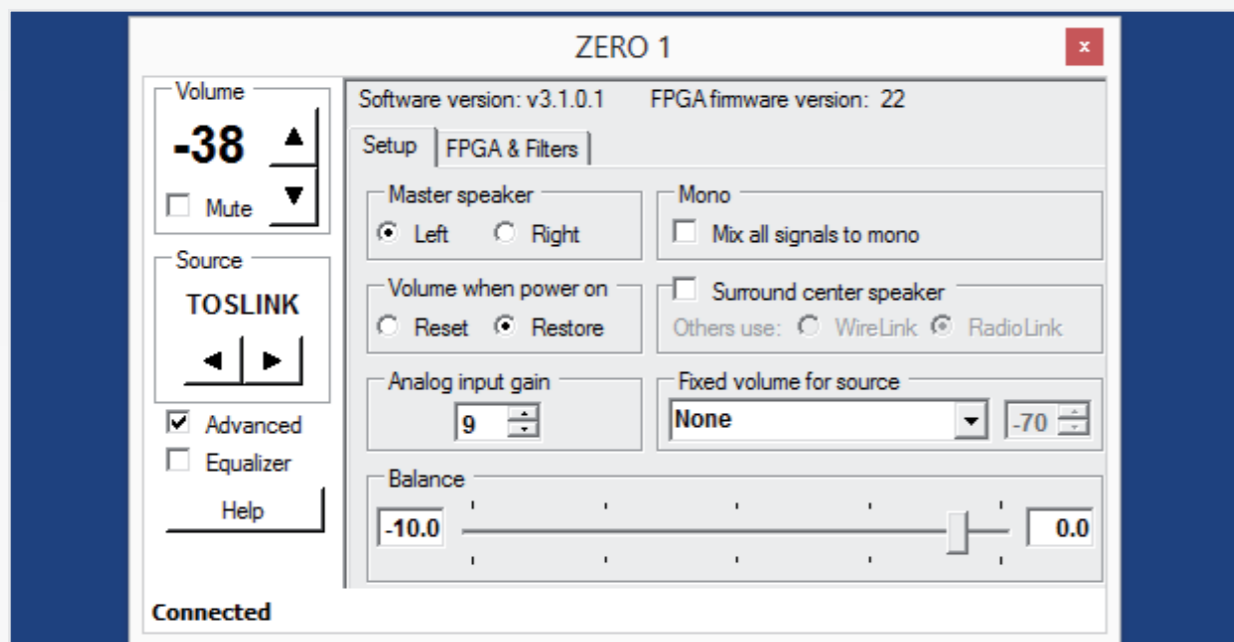 ZERO 1
x
Volume
-38
Mute
Source
TOSLINK
Advanced
Equalizer
Help
Software version: v3.1.0.1 FPGA firmware version: 22
Setup FPGA & Filters
Master speaker
Left Right
Mono
Mix all signals to mono
Volume when power on
Reset Restore
Surround center speaker
Others use: WireLink RadioLink
Analog input gain
9
Fixed volume for source
None -70
Balance
-10.0 0.0
Connected